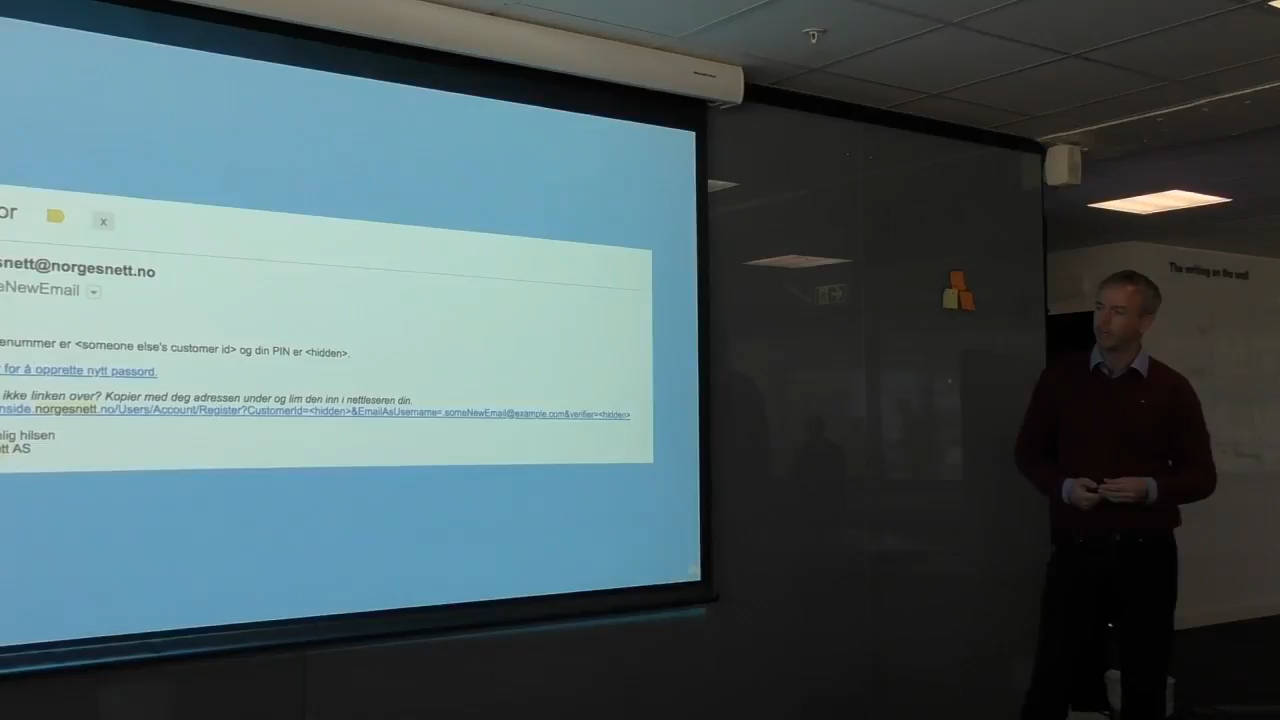 or
x
snett@norgesnett.no
eNewEmail
enummer er <someone else's customer id> og din PIN er <hidden>.
for å opprette nytt passord.
ikke linken over? Kopier med deg adressen under og lim den inn i nettleseren din.
nside.norgesnett.no/Users/Account/Register?CustomerId=<hidden>&EmailAsUsername=.someNewEmail@example.com&verifier=<hidden>
lig hilsen
ett AS
The writing on the wall